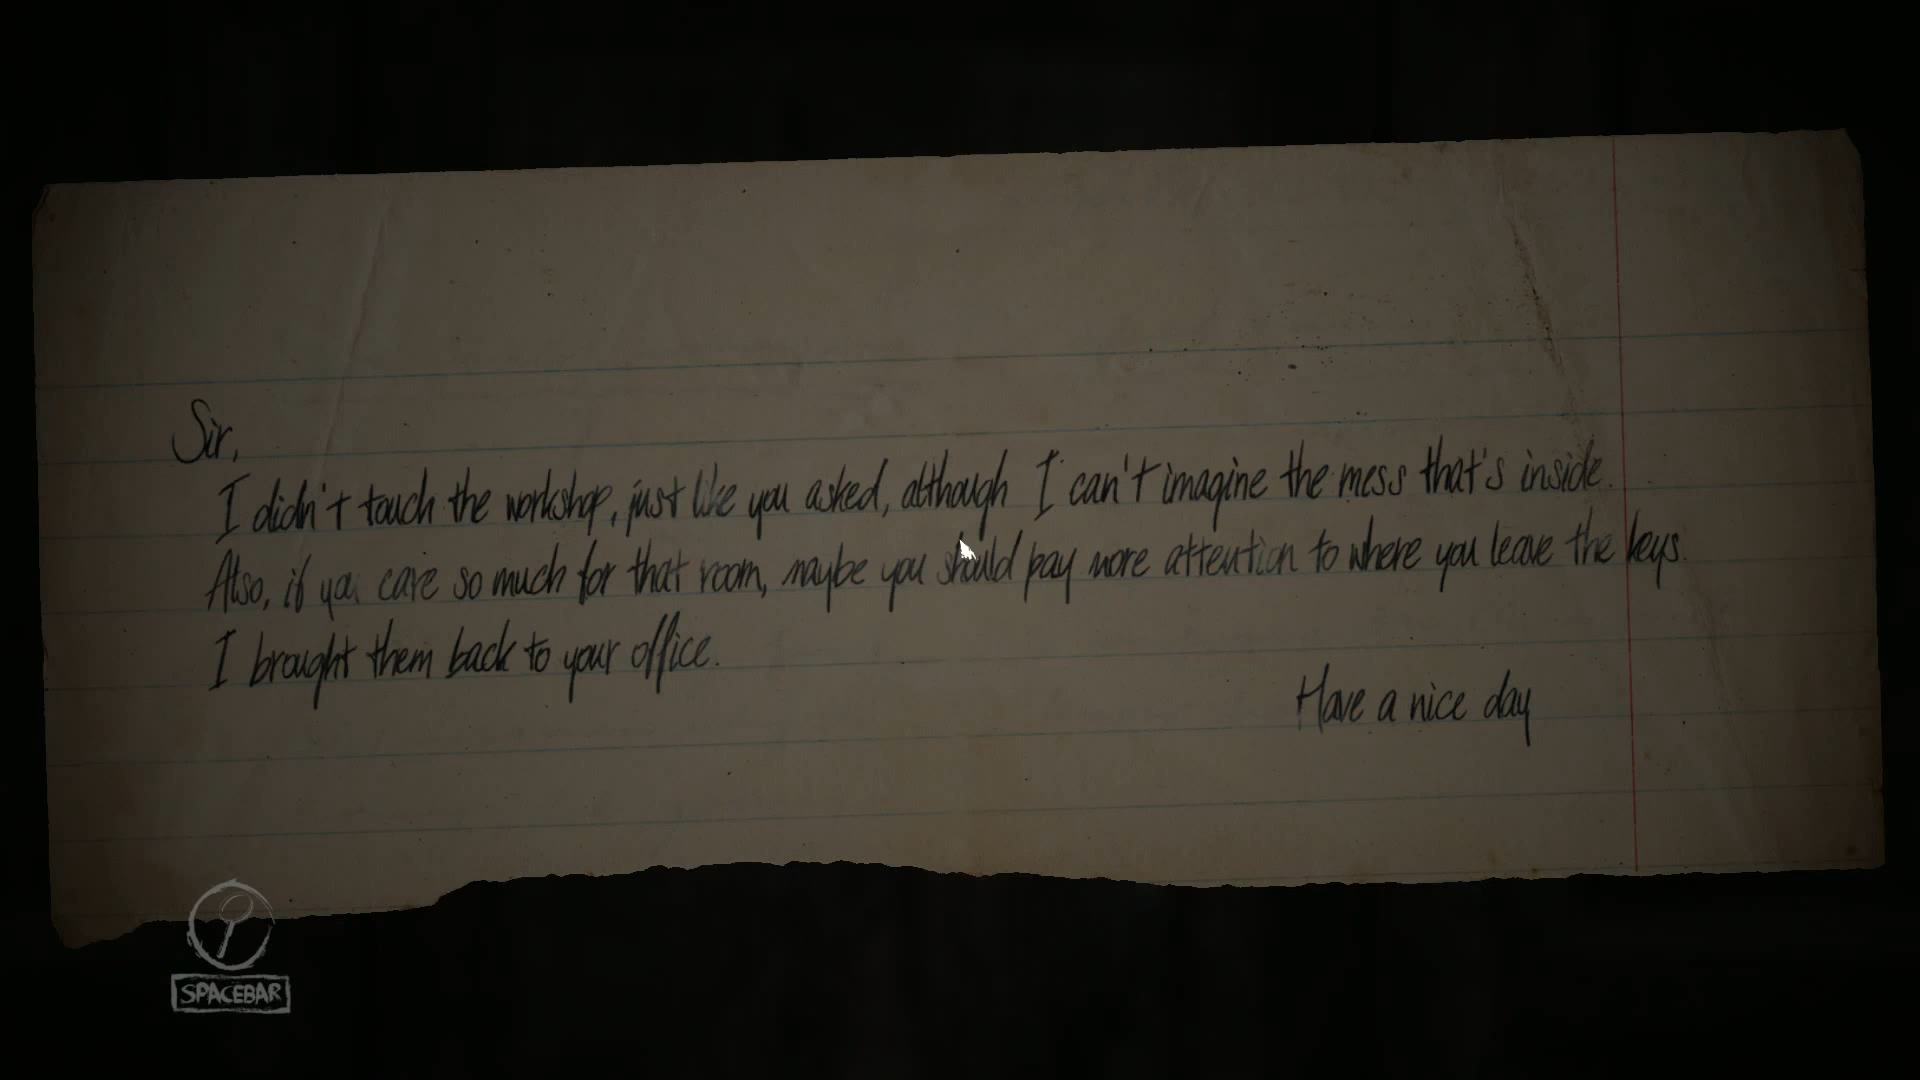 Sir,
I didn't touch the workshop, just like you asked, although I can't imagine the mess that's inside.
Also, if you care so much for that room, maybe you should pay more attention to where you leave the keys.
I brought them back to your office.
Have a nice day
SPACEBAR